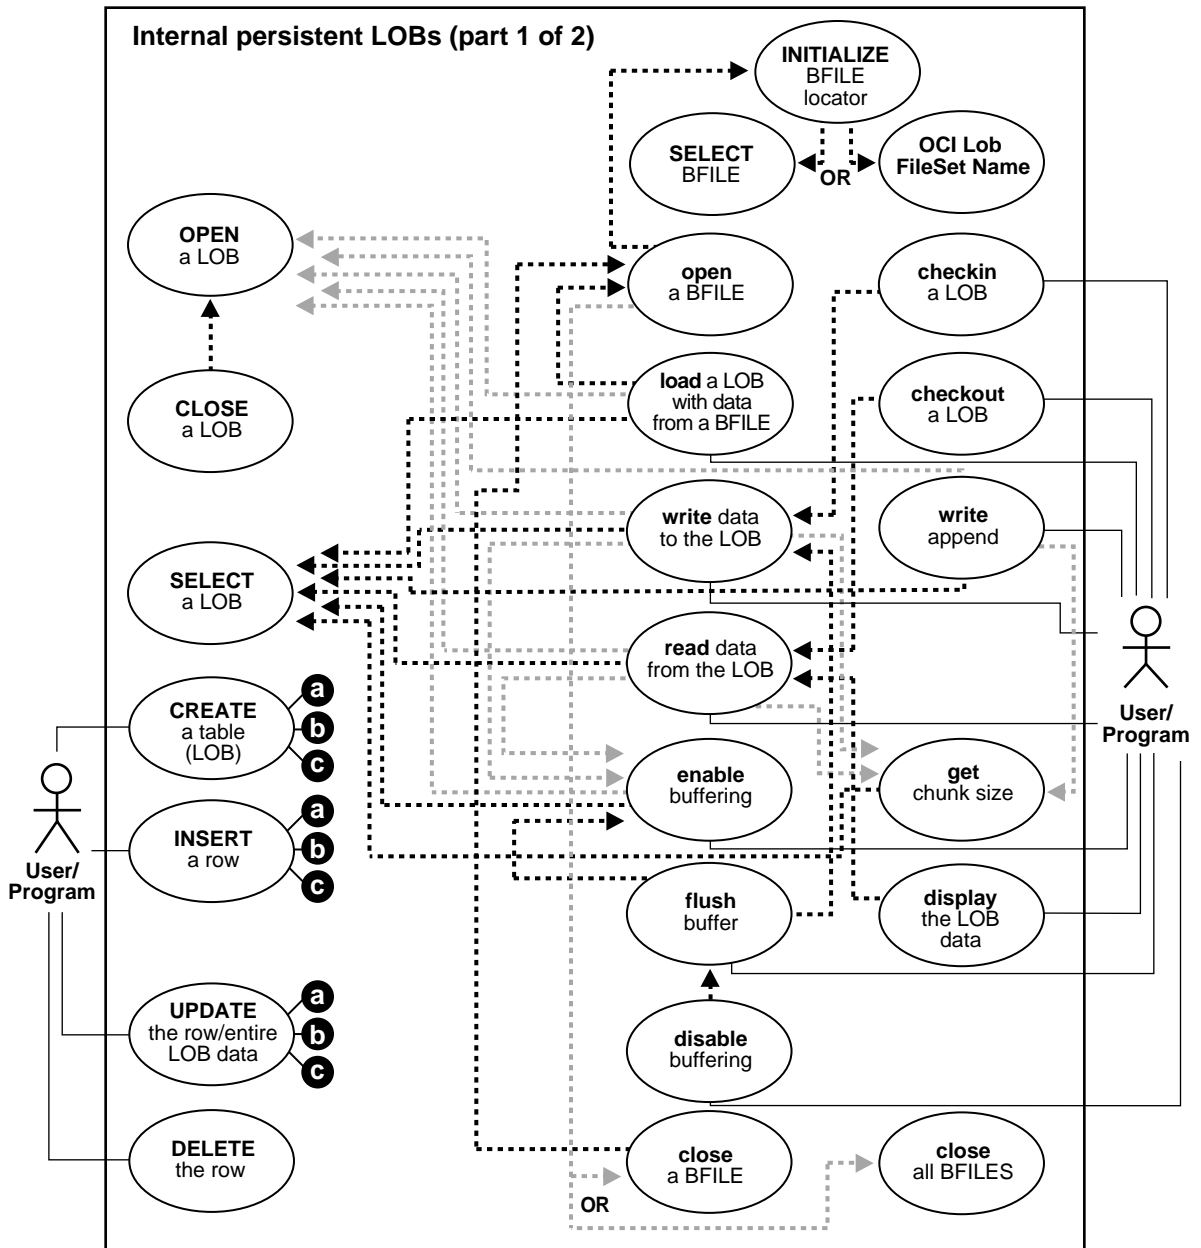 Internal persistent LOBs (part 1 of 2)
INITIALIZE
BFILE
locator
SELECT
BFILE
OR
OCI Lob
FileSet Name
OPEN
a LOB
open
a BFILE
checkin
a LOB
CLOSE
a LOB
load a LOB
with data
from a BFILE
checkout
a LOB
write data
to the LOB
write
append
SELECT
a LOB
read data
from the LOB
User/
Program
CREATE
a table
(LOB)
a
b
c
enable
buffering
get
chunk size
INSERT
a row
a
b
c
User/
Program
flush
buffer
display
the LOB
data
UPDATE
the row/entire
LOB data
a
b
c
disable
buffering
DELETE
the row
close
a BFILE
OR
close
all BFILES